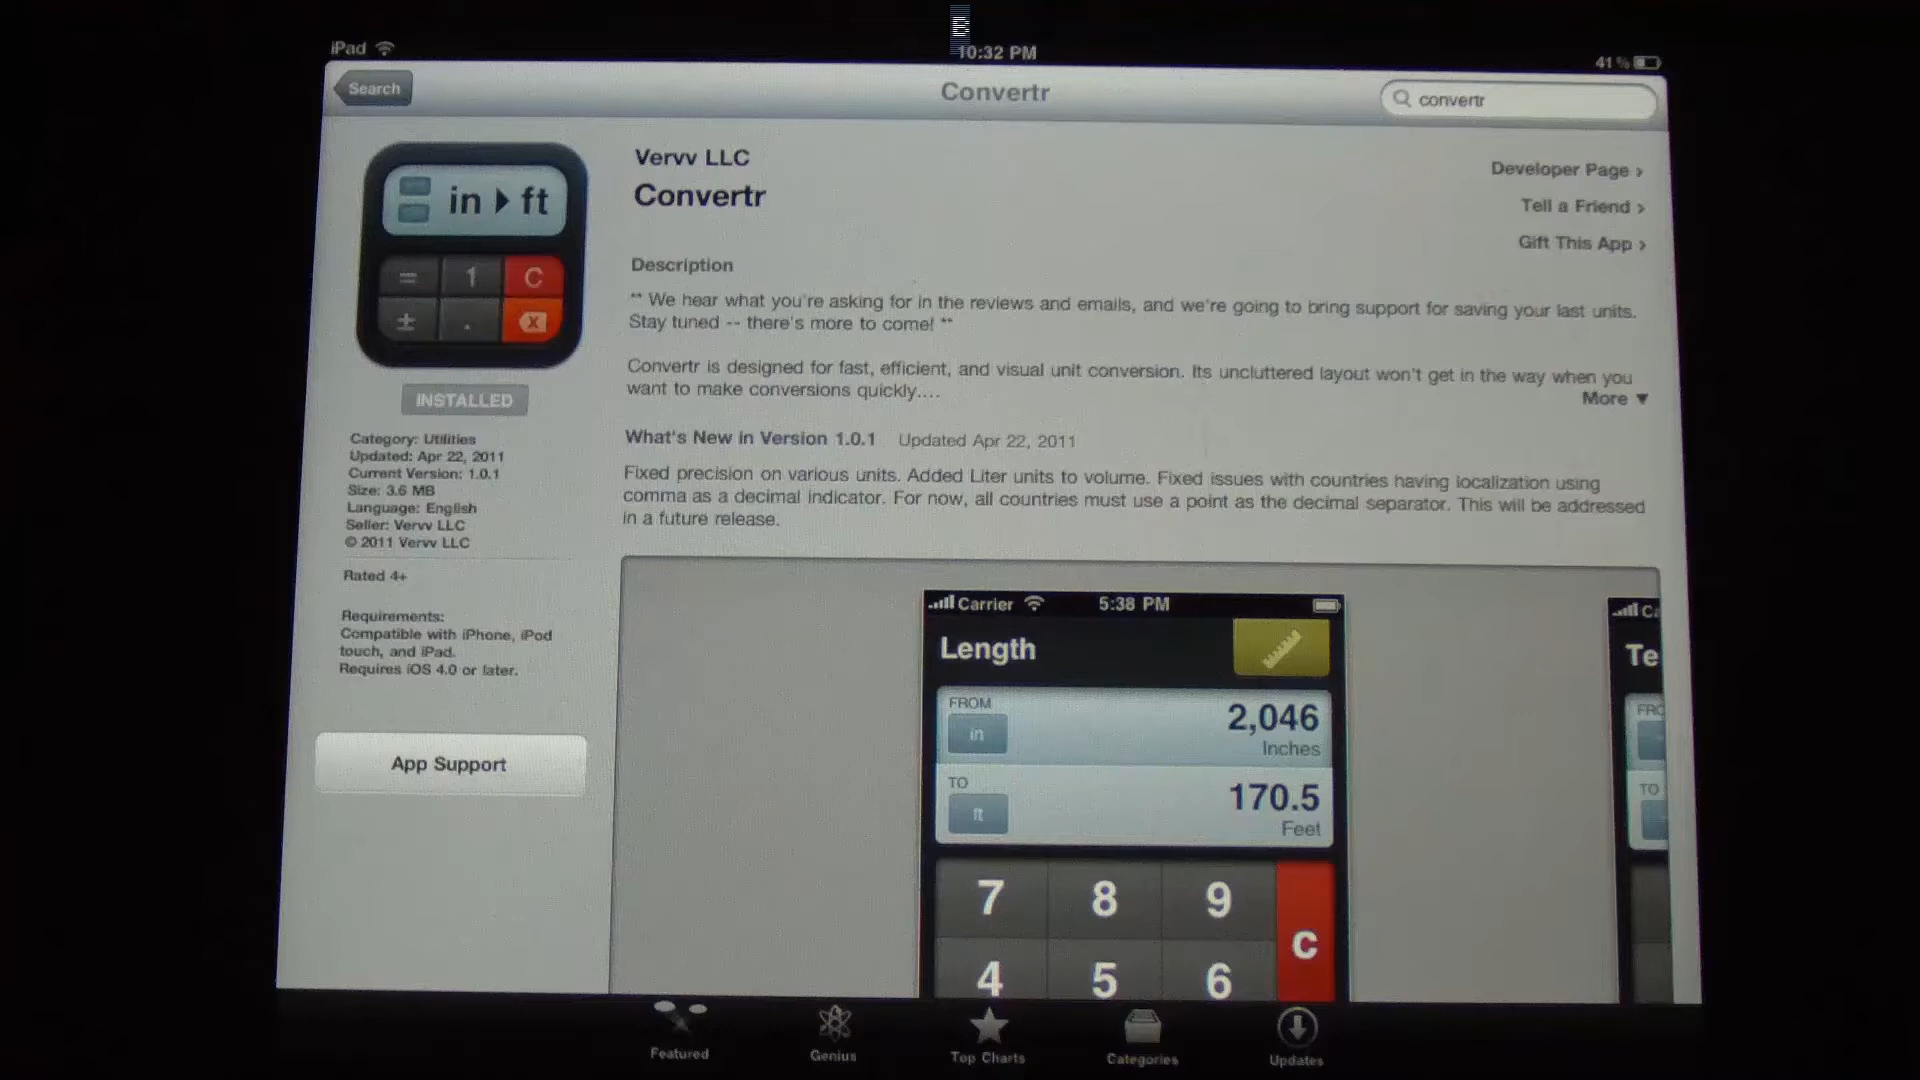 iPad
10:32 PM
41%
Search
Convertr
convertr
in ▸ ft
= 1 C
± . x
INSTALLED
Category: Utilities
Updated: Apr 22, 2011
Current Version: 1.0.1
Size: 3.6 MB
Language: English
Seller: Vervv LLC
© 2011 Vervv LLC
Rated 4+
Requirements:
Compatible with iPhone, iPod
touch, and iPad.
Requires iOS 4.0 or later.
App Support
Vervv LLC
Convertr
Developer Page ›
Tell a Friend ›
Gift This App ›
Description
** We hear what you're asking for in the reviews and emails, and we're going to bring support for saving your last units.
Stay tuned -- there's more to come! **
Convertr is designed for fast, efficient, and visual unit conversion. Its uncluttered layout won't get in the way when you
want to make conversions quickly....
More ▼
What's New in Version 1.0.1 Updated Apr 22, 2011
Fixed precision on various units. Added Liter units to volume. Fixed issues with countries having localization using
comma as a decimal indicator. For now, all countries must use a point as the decimal separator. This will be addressed
in a future release.
Carrier 5:38 PM
Length
FROM
in
2,046
Inches
TO
ft
170.5
Feet
7 8 9
C
4 5 6
Ca
Te
FRO
TO
Featured
Genius
Top Charts
Categories
Updates